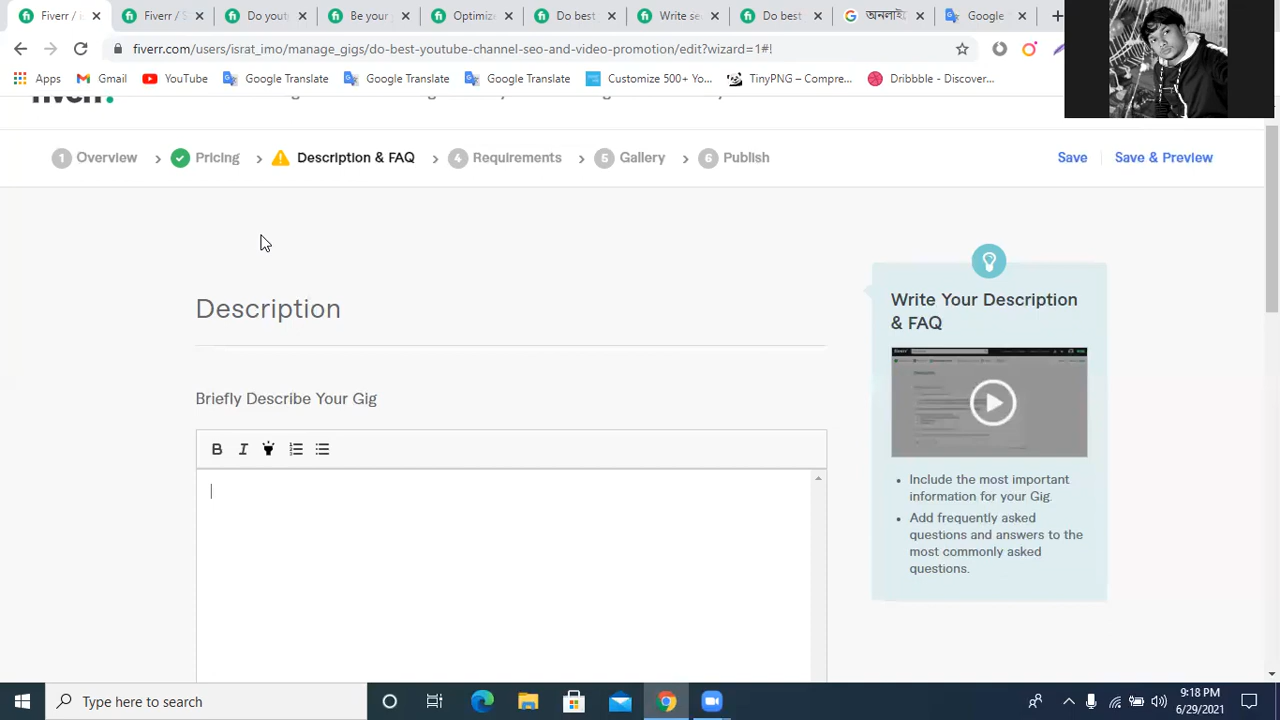 Fiverr / 
Fiverr / S
Do yout
Be your
Optimiz
Do best
Write se
Do best
অনলাই
Google
fiverr.com/users/israt_imo/manage_gigs/do-best-youtube-channel-seo-and-video-promotion/edit?wizard=1#!
Apps
Gmail
YouTube
Google Translate
Google Translate
Google Translate
Customize 500+ Yo...
TinyPNG – Compre...
Dribbble - Discover...
fiverr.
1 Overview
Pricing
Description & FAQ
4 Requirements
5 Gallery
6 Publish
Save
Save & Preview
Description
Briefly Describe Your Gig
B I
Write Your Description
& FAQ
• Include the most important
information for your Gig.
• Add frequently asked
questions and answers to the
most commonly asked
questions.
Type here to search
9:18 PM
6/29/2021